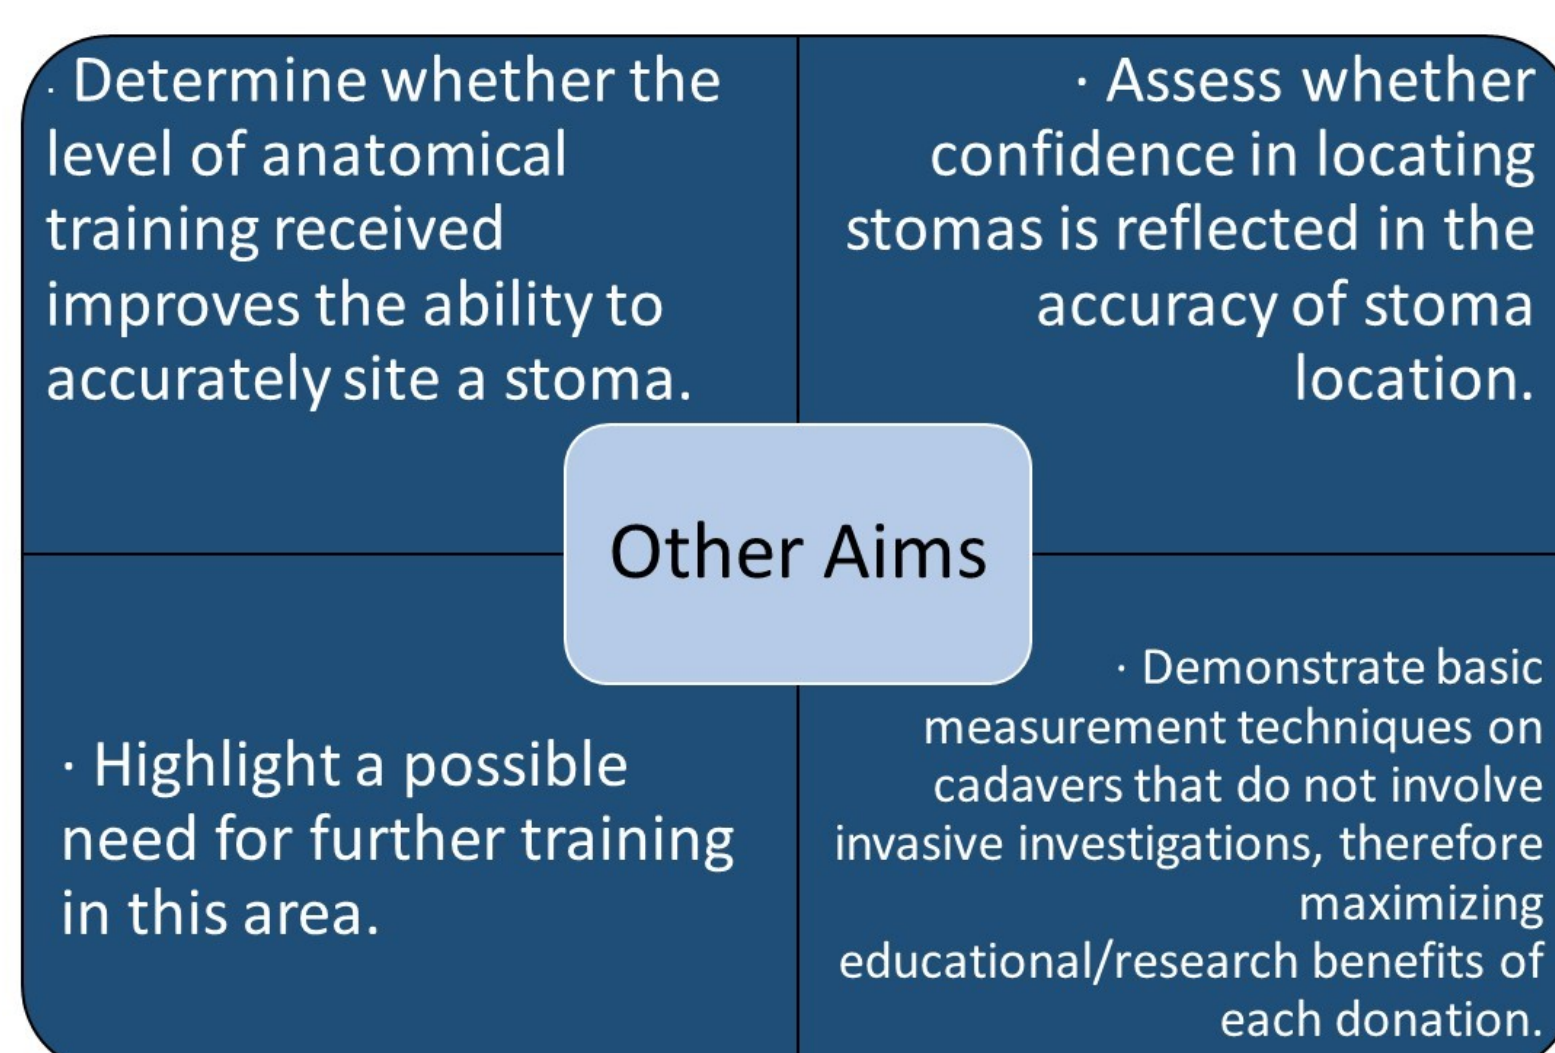 · Determine whether the
level of anatomical
training received
improves the ability to
accurately site a stoma.
· Assess whether
confidence in locating
stomas is reflected in the
accuracy of stoma
location.
Other Aims
· Highlight a possible
need for further training
in this area.
· Demonstrate basic
measurement techniques on
cadavers that do not involve
invasive investigations, therefore
maximizing
educational/research benefits of
each donation.